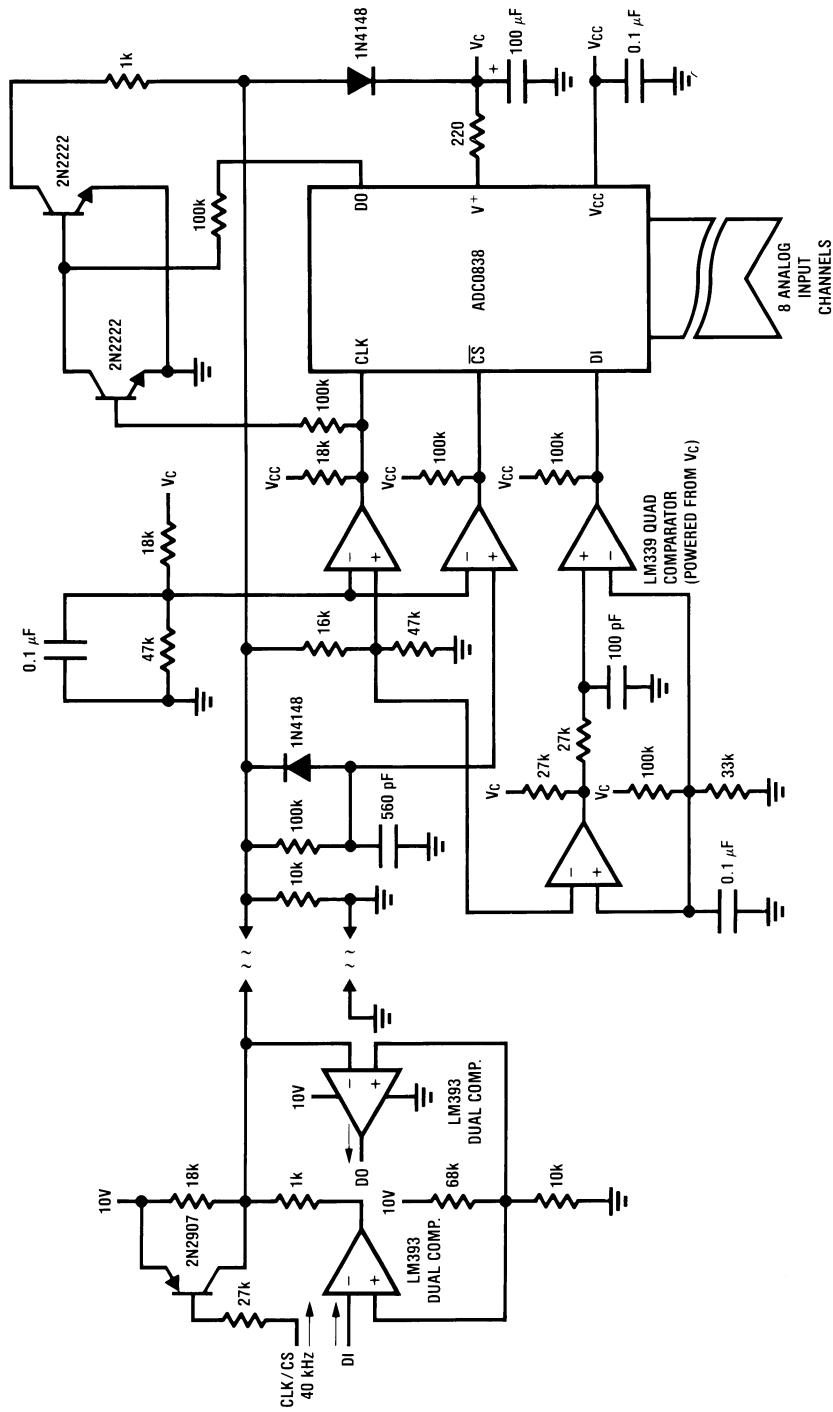 1k
2N2222
1N4148
VC
+
100 μF
VCC
0.1 μF
100k
220
DO
V+
VCC
ADC0838
CLK
CS
DI
8 ANALOG
INPUT
CHANNELS
2N2222
100k
18k
VCC
100k
VCC
100k
VCC
LM339 QUAD
COMPARATOR
(POWERED FROM VC)
− +
− +
+ −
VC
18k
47k
0.1 μF
16k
47k
100 pF
27k
27k
VC
100k
VC
33k
1N4148
100k
560 pF
10k
− +
0.1 μF
~ ~
~ ~
10V
− +
LM393
DUAL COMP.
DO
10V
18k
2N2907
1k
10V
68k
10k
LM393
DUAL COMP.
− +
27k
CLK/CS
40 kHz
DI